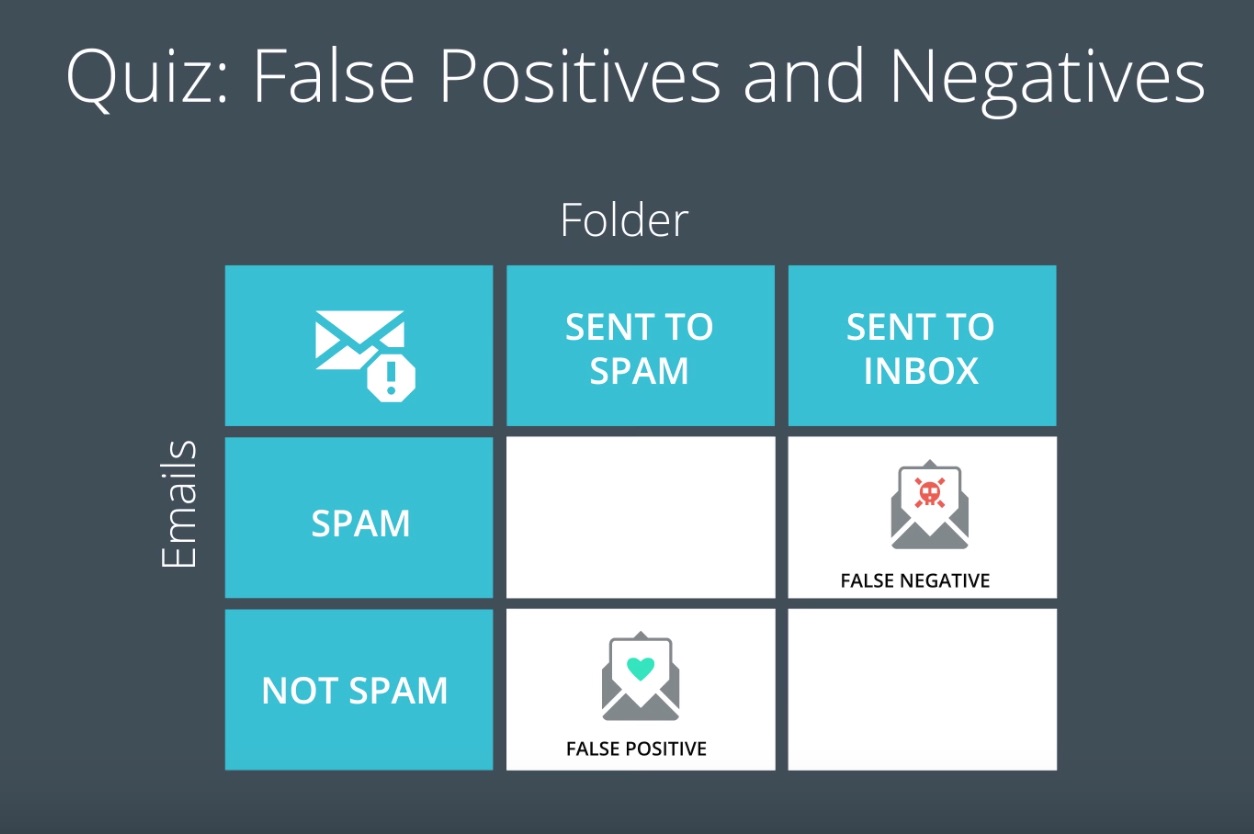 Quiz: False Positives and Negatives
Folder
SENT TO
SPAM
SENT TO
INBOX
Emails
SPAM
FALSE NEGATIVE
NOT SPAM
FALSE POSITIVE